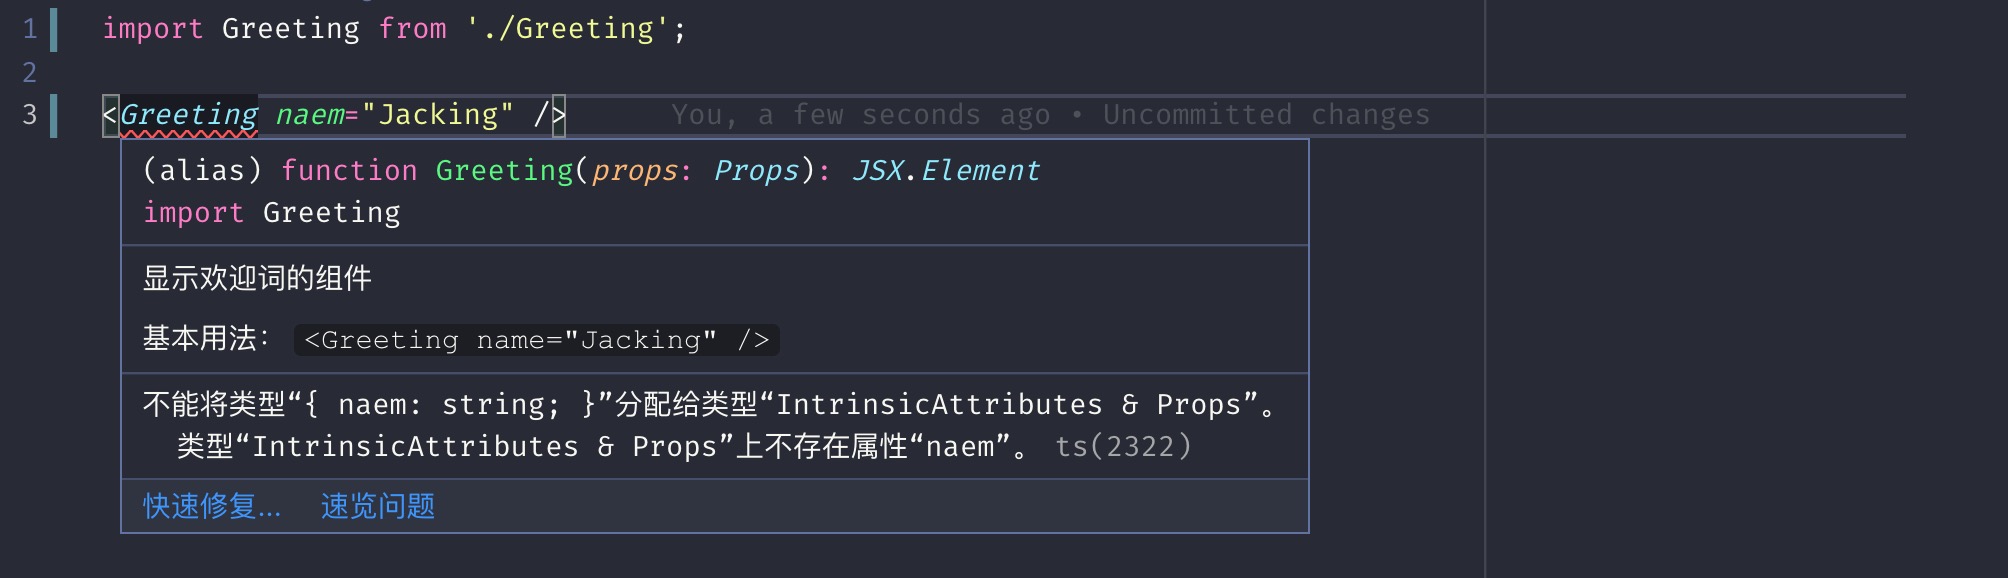 1 import Greeting from './Greeting';
2
3 <Greeting naem="Jacking" /> You, a few seconds ago • Uncommitted changes
(alias) function Greeting(props: Props): JSX.Element
import Greeting
显示欢迎词的组件
基本用法： <Greeting name="Jacking" />
不能将类型“{ naem: string; }”分配给类型“IntrinsicAttributes & Props”。
类型“IntrinsicAttributes & Props”上不存在属性“naem”。 ts(2322)
快速修复... 速览问题